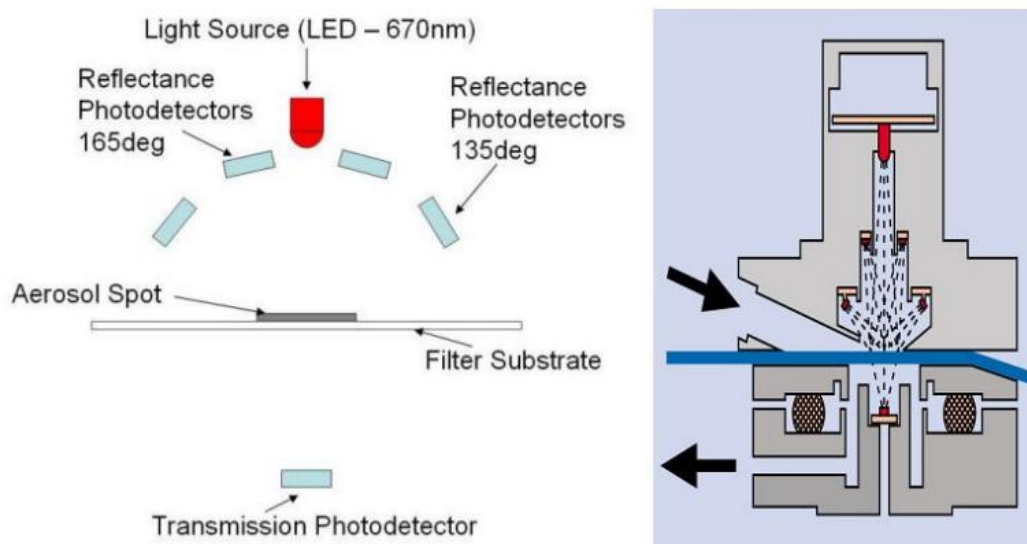 Light Source (LED – 670nm)
Reflectance
Photodetectors
165deg
Reflectance
Photodetectors
135deg
Aerosol Spot
Filter Substrate
Transmission Photodetector